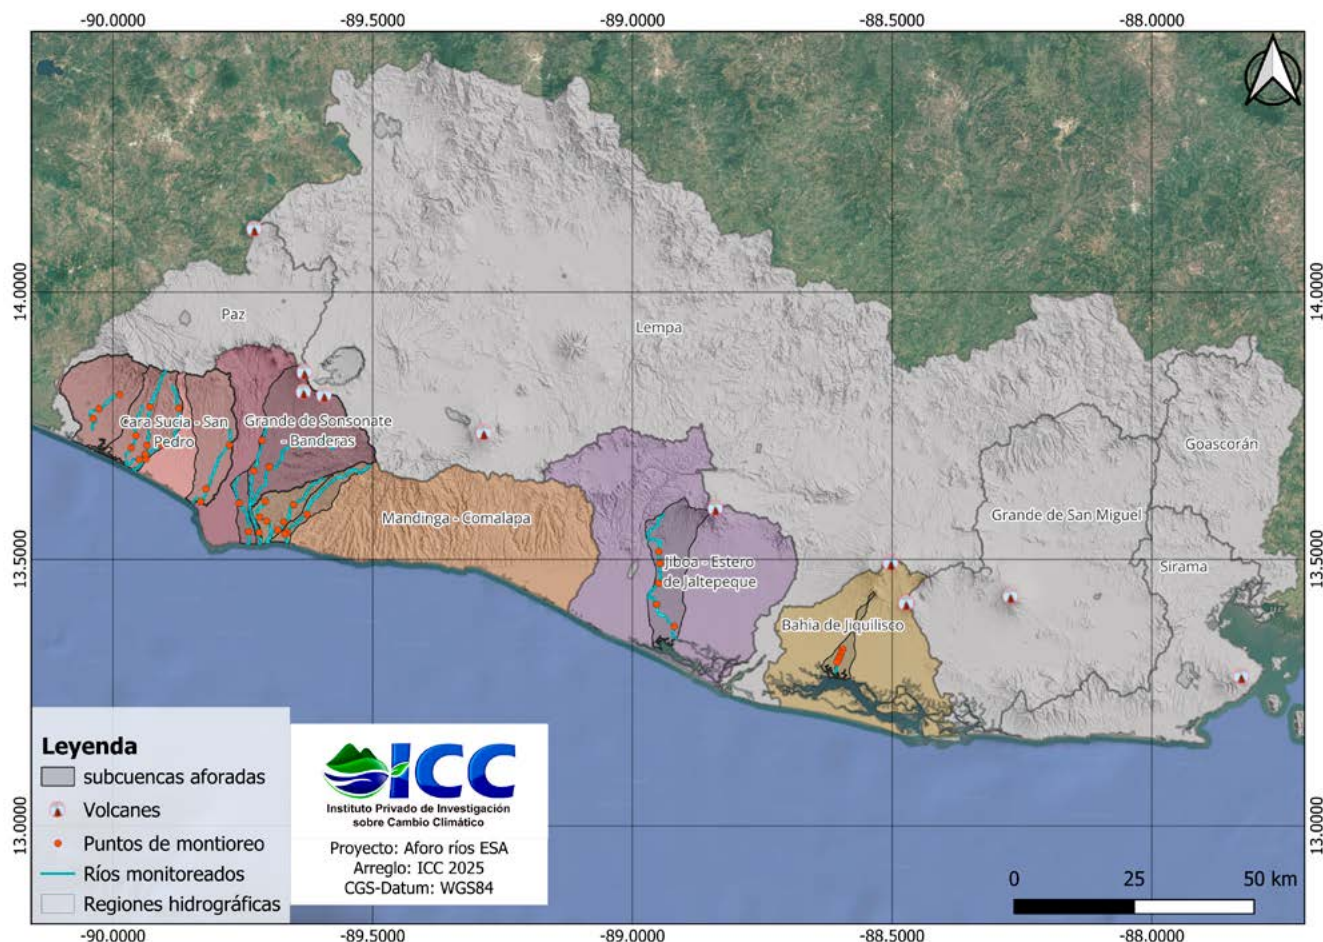 -90.0000
-89.5000
-89.0000
-88.5000
-88.0000
14.0000
14.0000
Paz
Lempa
Cara Sucia - San
Pedro
Grande de Sonsonate
- Banderas
Goascorán
Mandinga - Comalapa
Grande de San Miguel
13.5000
13.5000
Jiboa - Estero
de Jaltepeque
Sirama
Bahía de Jiquilisco
Leyenda
subcuencas aforadas
Volcanes
Puntos de montioreo
Ríos monitoreados
Regiones hidrográficas
ICC
Instituto Privado de Investigación
sobre Cambio Climático
Proyecto: Aforo ríos ESA
Arreglo: ICC 2025
CGS-Datum: WGS84
13.0000
13.0000
0
25
50 km
-90.0000
-89.5000
-89.0000
-88.5000
-88.0000